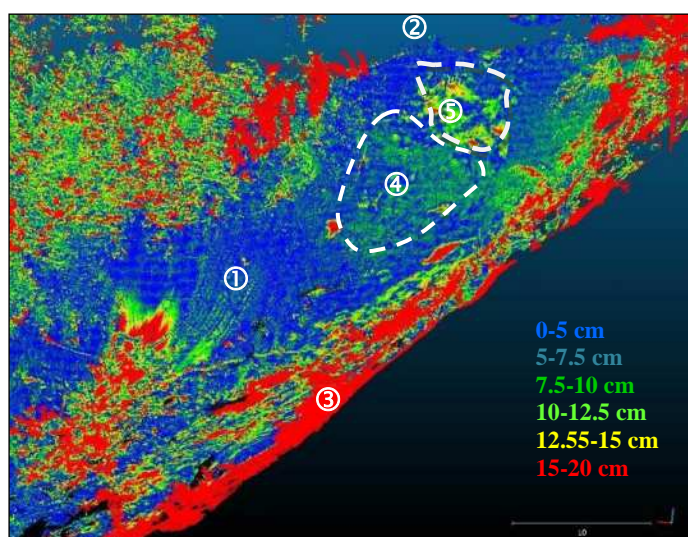 ②
⑤
④
①
③
0-5 cm
5-7.5 cm
7.5-10 cm
10-12.5 cm
12.55-15 cm
15-20 cm
10